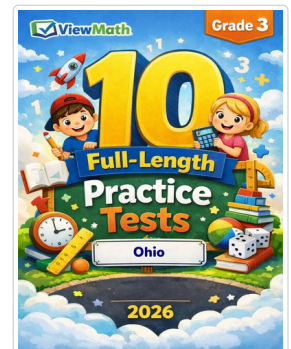 ViewMath
Grade 3
10
Full-Length
Practice
Tests
Ohio
2026